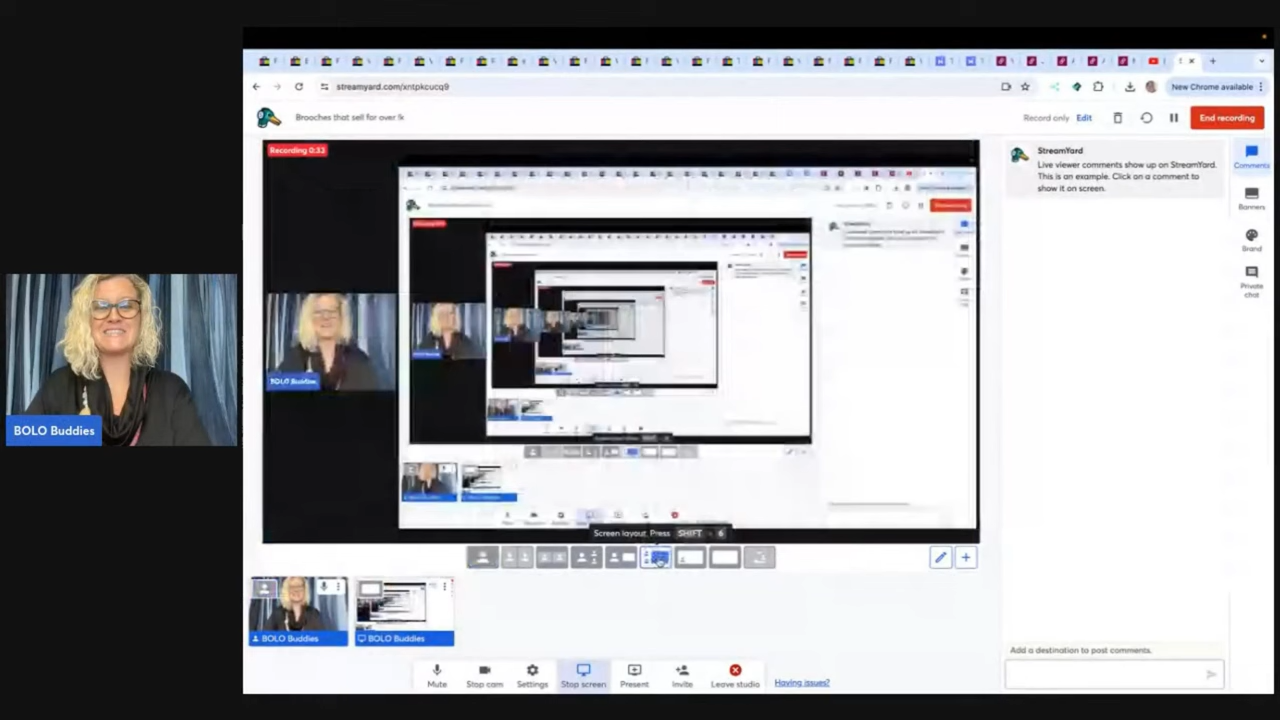 streamyard.com/xntpkcucq9
New Chrome available
Brooches that sell for over 1k
Record only
Edit
End recording
Recording 0:33
StreamYard
Live viewer comments show up on StreamYard.
This is an example. Click on a comment to
show it on screen.
Comments
Banners
Brand
Private
chat
BOLO Buddies
BOLO Buddies
Screen layout. Press SHIFT + 6
BOLO Buddies
BOLO Buddies
Add a destination to post comments.
Mute
Stop cam
Settings
Stop screen
Present
Invite
Leave studio
Having issues?